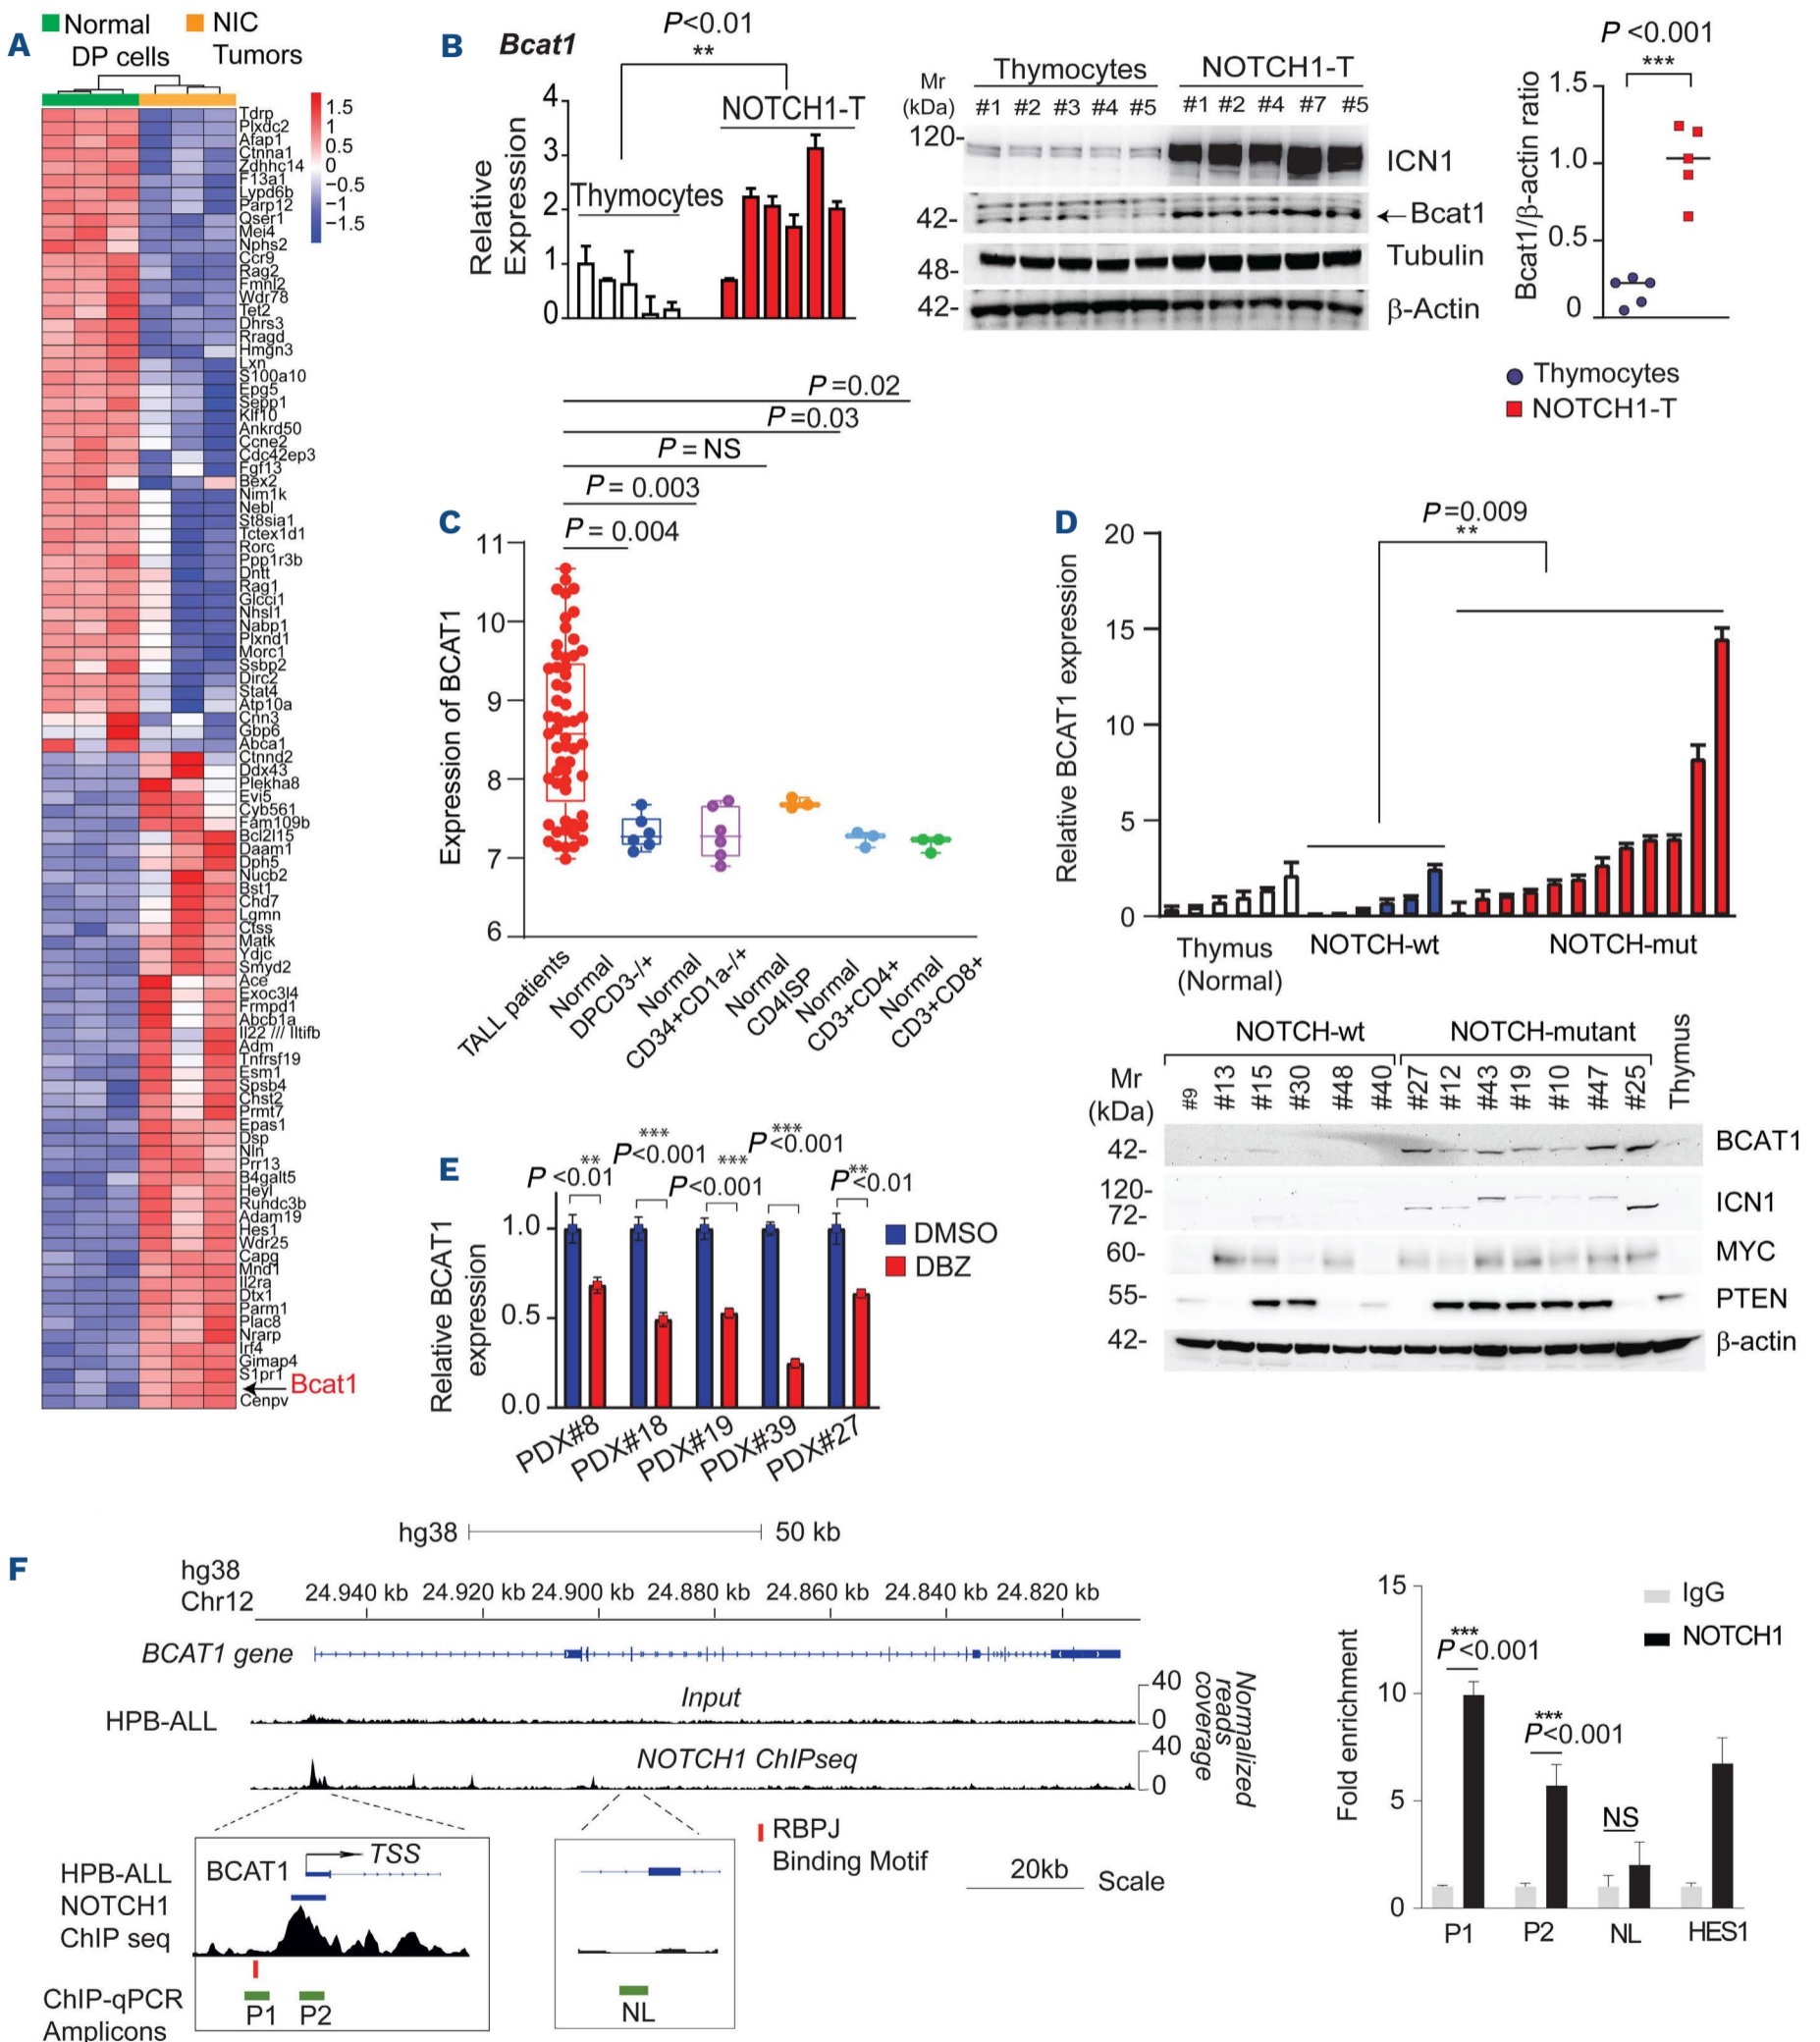 A
Normal
DP cells
NIC
Tumors
1.5
1
0.5
0
−0.5
−1
−1.5
Tdrp
Plxdc2
Afap1
Ctnna1
Zdhhc14
F13a1
Lypd6b
Parp12
Qser1
Mei4
Nphs2
Ccr9
Rag2
Fmnl2
Wdr78
Tet2
Dhrs3
Rragd
Hmgn3
Lxn
S100a10
Epg5
Sepp1
Klf10
Ankrd50
Ccne2
Cdc42ep3
Fgf13
Bex2
Nim1k
Nebl
St8sia1
Tctex1d1
Rorc
Ppp1r3b
Dntt
Rag1
Glcci1
Nhsl1
Nabp1
Plxnd1
Morc1
Ssbp2
Dirc2
Stat4
Atp10a
Cnn3
Gbp6
Abca1
Ctnnd2
Ddx43
Plekha8
Evi5
Cyb561
Fam109b
Bcl2l15
Daam1
Dph5
Nucb2
Bst1
Chd7
Lgmn
Ctss
Matk
Ydjc
Smyd2
Ace
Exoc3l4
Frmpd1
Abcb1a
Il22 /// Iltifb
Adm
Tnfrsf19
Esm1
Spsb4
Chst2
Prmt7
Epas1
Dsp
Nln
Prr13
B4galt5
Heyl
Rundc3b
Adam19
Hes1
Wdr25
Capg
Mnd1
Il2ra
Dtx1
Parm1
Plac8
Nrarp
Irf4
Gimap4
S1pr1
Bcat1
Cenpv
B
Bcat1
P<0.01
**
NOTCH1-T
Thymocytes
Relative
Expression
4
3
2
1
0
Mr
(kDa)
Thymocytes
NOTCH1-T
#1 #2 #3 #4 #5 #1 #2 #4 #7 #5
120-
ICN1
42-
Bcat1
48-
Tubulin
42-
β-Actin
P <0.001
***
Bcat1/β-actin ratio
1.5
1.0
0.5
0
Thymocytes
NOTCH1-T
C
P =0.02
P =0.03
P = NS
P = 0.003
P = 0.004
Expression of BCAT1
11
10
9
8
7
6
TALL patients
Normal
DPCD3-/+
Normal
CD34+CD1a-/+
Normal
CD4ISP
Normal
CD3+CD4+
Normal
CD3+CD8+
D
P=0.009
**
Relative BCAT1 expression
20
15
10
5
0
Thymus
(Normal)
NOTCH-wt
NOTCH-mut
NOTCH-wt
NOTCH-mutant
Mr
(kDa)
#9 #13 #15 #30 #48 #40 #27 #12 #43 #19 #10 #47 #25 Thymus
42-
BCAT1
120-
72-
ICN1
60-
MYC
55-
PTEN
42-
β-actin
E
**
P <0.01
***
P<0.001
***
P<0.001
***
P<0.001
**
P<0.01
Relative BCAT1
expression
1.0
0.5
0.0
DMSO
DBZ
PDX#8
PDX#18
PDX#19
PDX#39
PDX#27
F
hg38
50 kb
hg38
Chr12
24.940 kb 24.920 kb 24.900 kb 24.880 kb 24.860 kb 24.840 kb 24.820 kb
BCAT1 gene
HPB-ALL
Input
40
0
NOTCH1 ChIPseq
40
0
Normalized
reads
coverage
HPB-ALL
NOTCH1
ChIP seq
BCAT1
TSS
ChIP-qPCR
Amplicons
P1
P2
NL
RBPJ
Binding Motif
20kb
Scale
Fold enrichment
15
10
5
0
IgG
NOTCH1
***
P<0.001
***
P<0.001
NS
P1
P2
NL
HES1